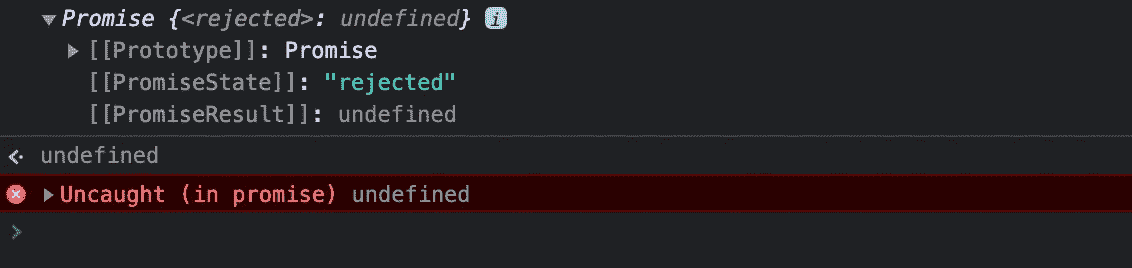 Promise {<rejected>: undefined} i
[[Prototype]]: Promise
[[PromiseState]]: "rejected"
[[PromiseResult]]: undefined
undefined
Uncaught (in promise) undefined